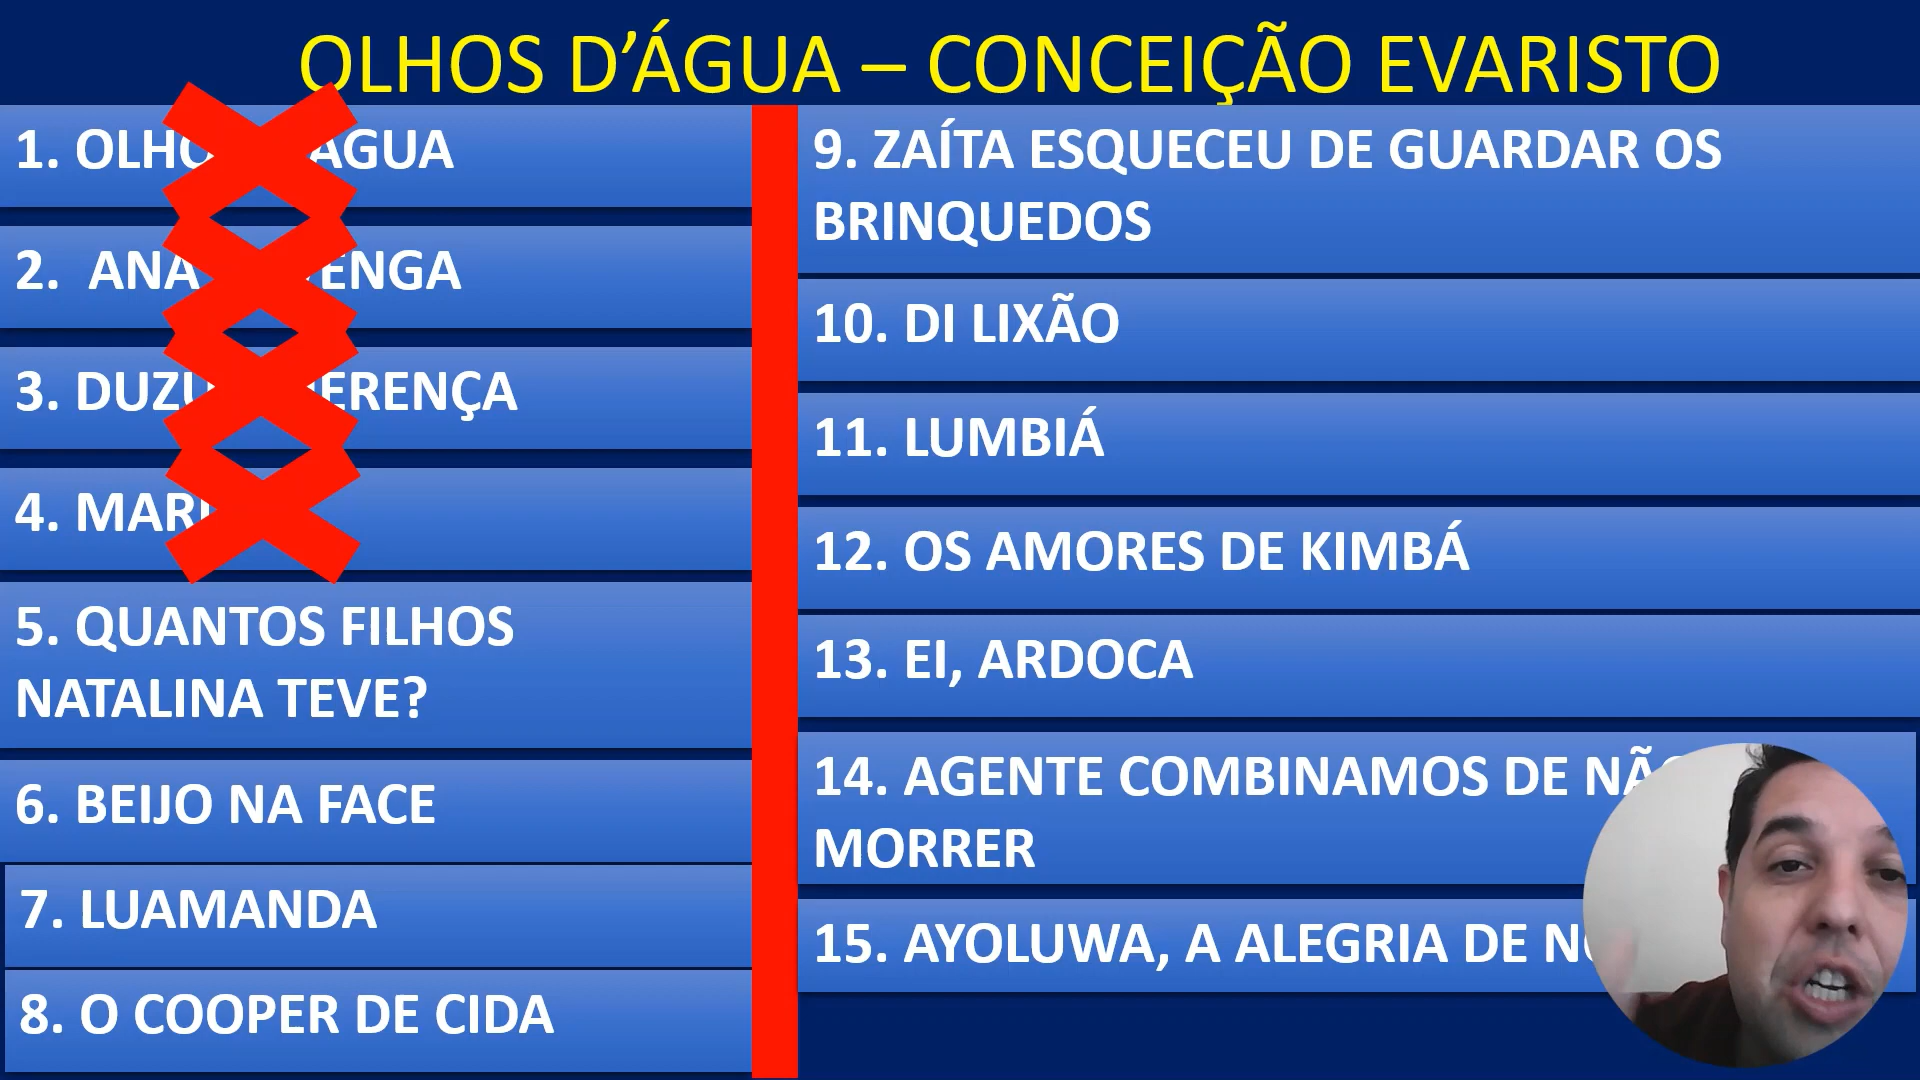 OLHOS D'ÁGUA – CONCEIÇÃO EVARISTO
1. OLHO ÁGUA
2. ANA ENGA
3. DUZU ERENÇA
4. MARI
5. QUANTOS FILHOS
NATALINA TEVE?
6. BEIJO NA FACE
7. LUAMANDA
8. O COOPER DE CIDA
9. ZAÍTA ESQUECEU DE GUARDAR OS
BRINQUEDOS
10. DI LIXÃO
11. LUMBIÁ
12. OS AMORES DE KIMBÁ
13. EI, ARDOCA
14. AGENTE COMBINAMOS DE NÃO
MORRER
15. AYOLUWA, A ALEGRIA DE